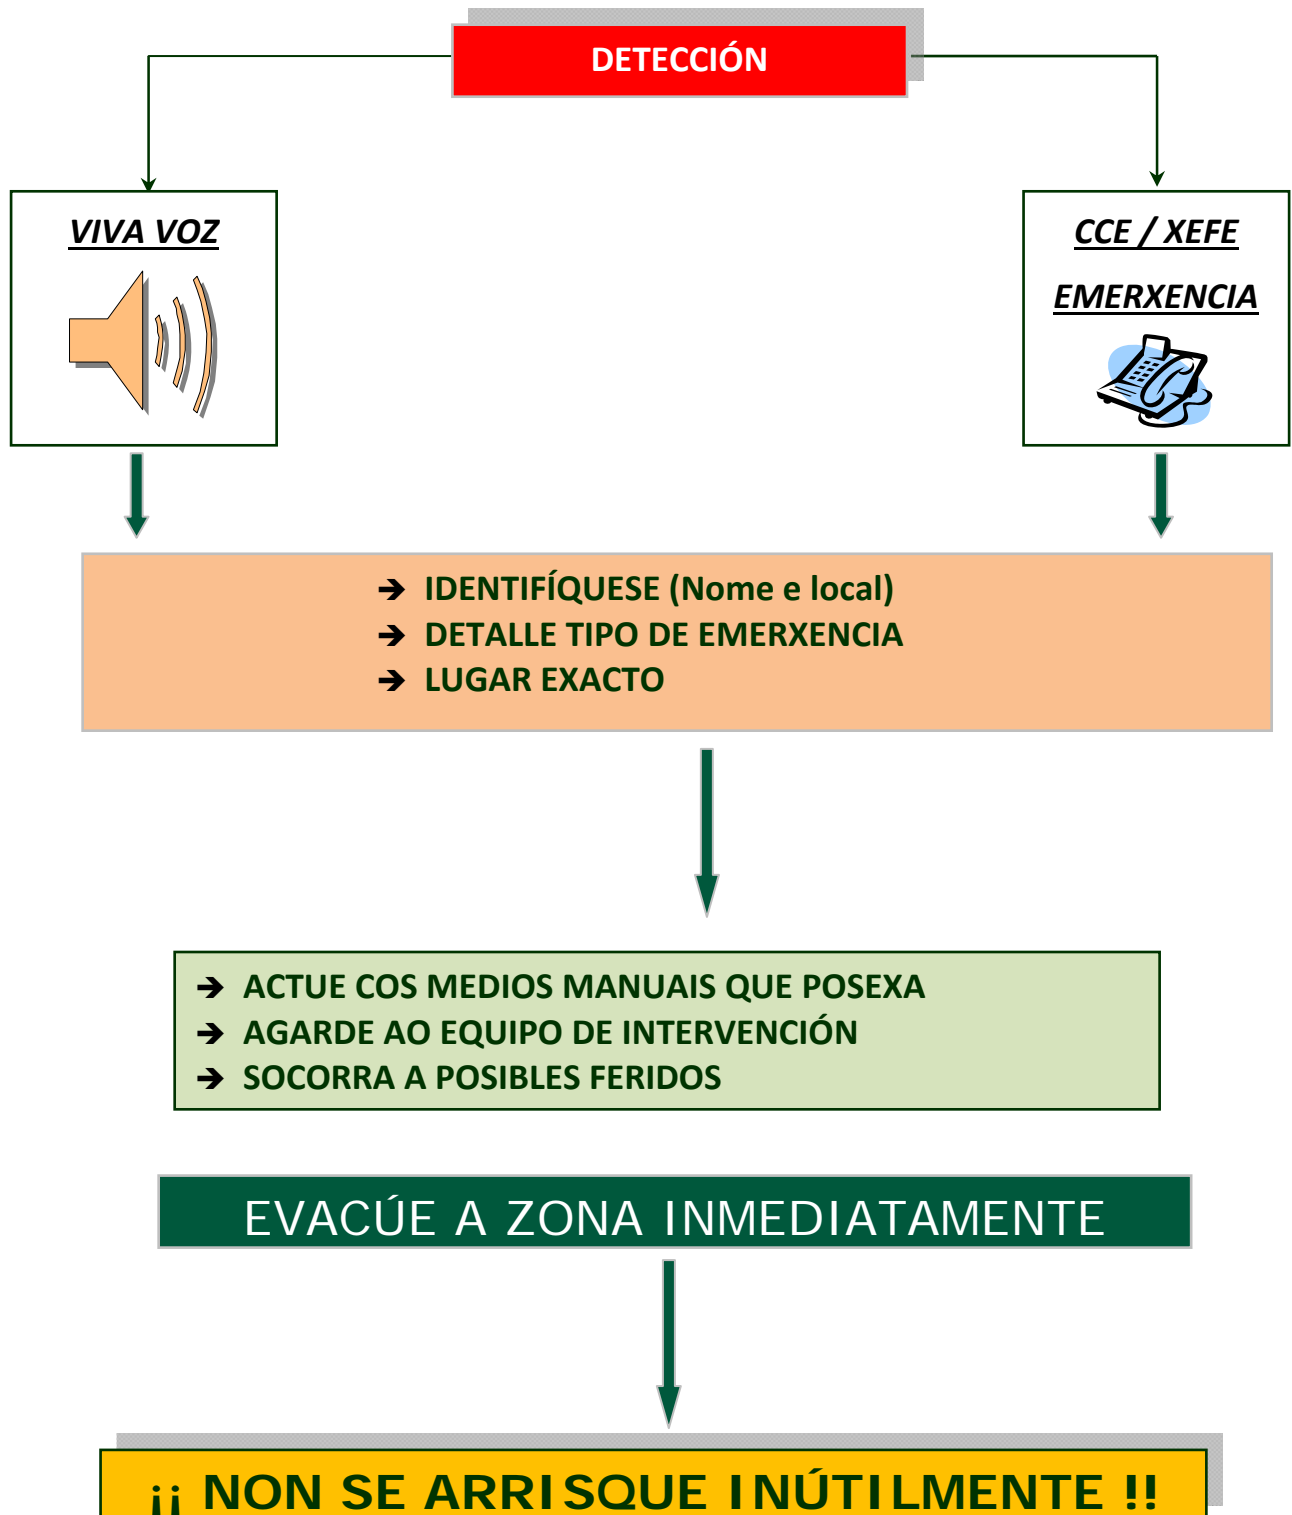 DETECCIÓN
VIVA VOZ
CCE / XEFE
EMERXENCIA
➔ IDENTIFÍQUESE (Nome e local)
➔ DETALLE TIPO DE EMERXENCIA
➔ LUGAR EXACTO
➔ ACTUE COS MEDIOS MANUAIS QUE POSEXA
➔ AGARDE AO EQUIPO DE INTERVENCIÓN
➔ SOCORRA A POSIBLES FERIDOS
EVACÚE A ZONA INMEDIATAMENTE
¡¡ NON SE ARRISQUE INÚTILMENTE !!